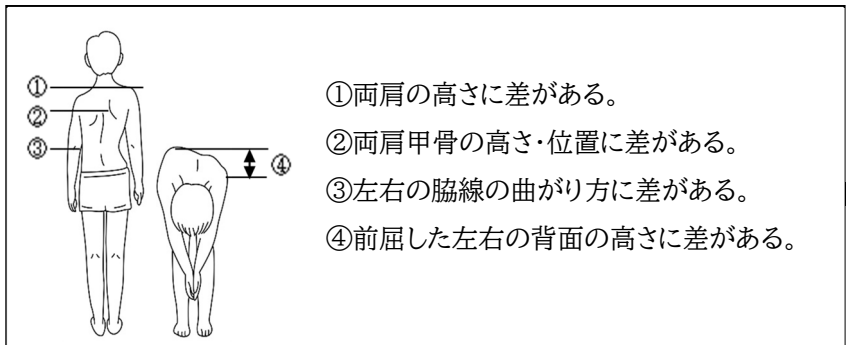 ①
②
③
④
①両肩の高さに差がある。
②両肩甲骨の高さ・位置に差がある。
③左右の脇線の曲がり方に差がある。
④前屈した左右の背面の高さに差がある。